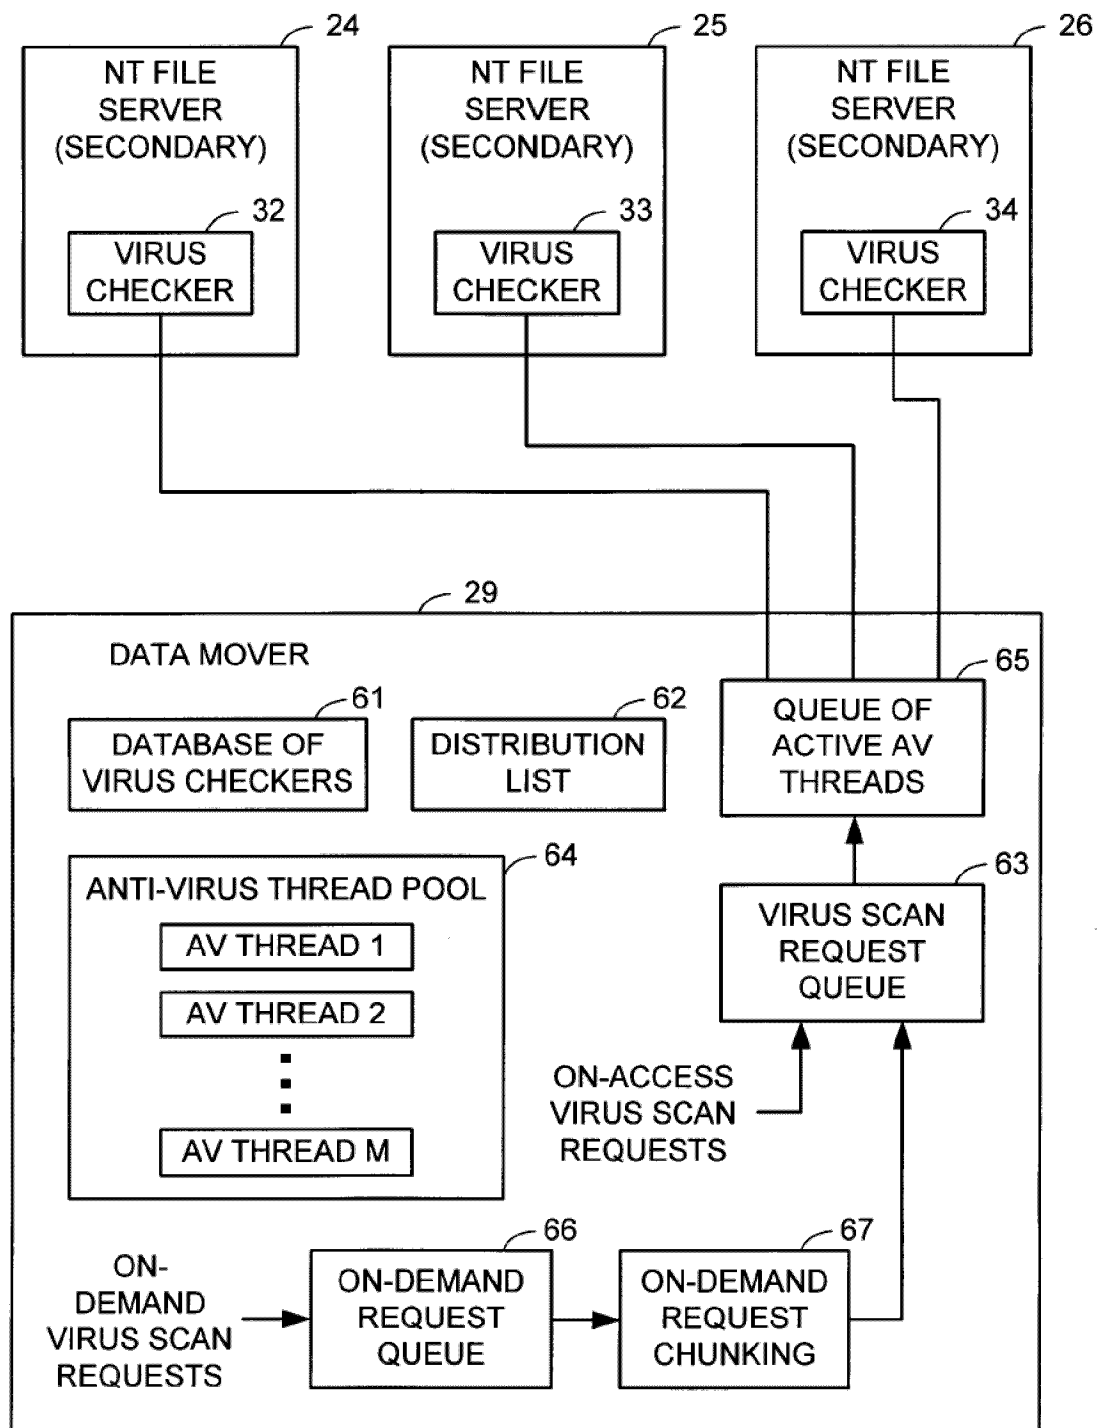 24
NT FILE
SERVER
(SECONDARY)
32
VIRUS
CHECKER
25
NT FILE
SERVER
(SECONDARY)
33
VIRUS
CHECKER
26
NT FILE
SERVER
(SECONDARY)
34
VIRUS
CHECKER
29
DATA MOVER
61
DATABASE OF
VIRUS CHECKERS
62
DISTRIBUTION
LIST
65
QUEUE OF
ACTIVE AV
THREADS
64
ANTI-VIRUS THREAD POOL
AV THREAD 1
AV THREAD 2
AV THREAD M
63
VIRUS SCAN
REQUEST
QUEUE
ON-ACCESS
VIRUS SCAN
REQUESTS
ON-
DEMAND
VIRUS SCAN
REQUESTS
66
ON-DEMAND
REQUEST
QUEUE
67
ON-DEMAND
REQUEST
CHUNKING